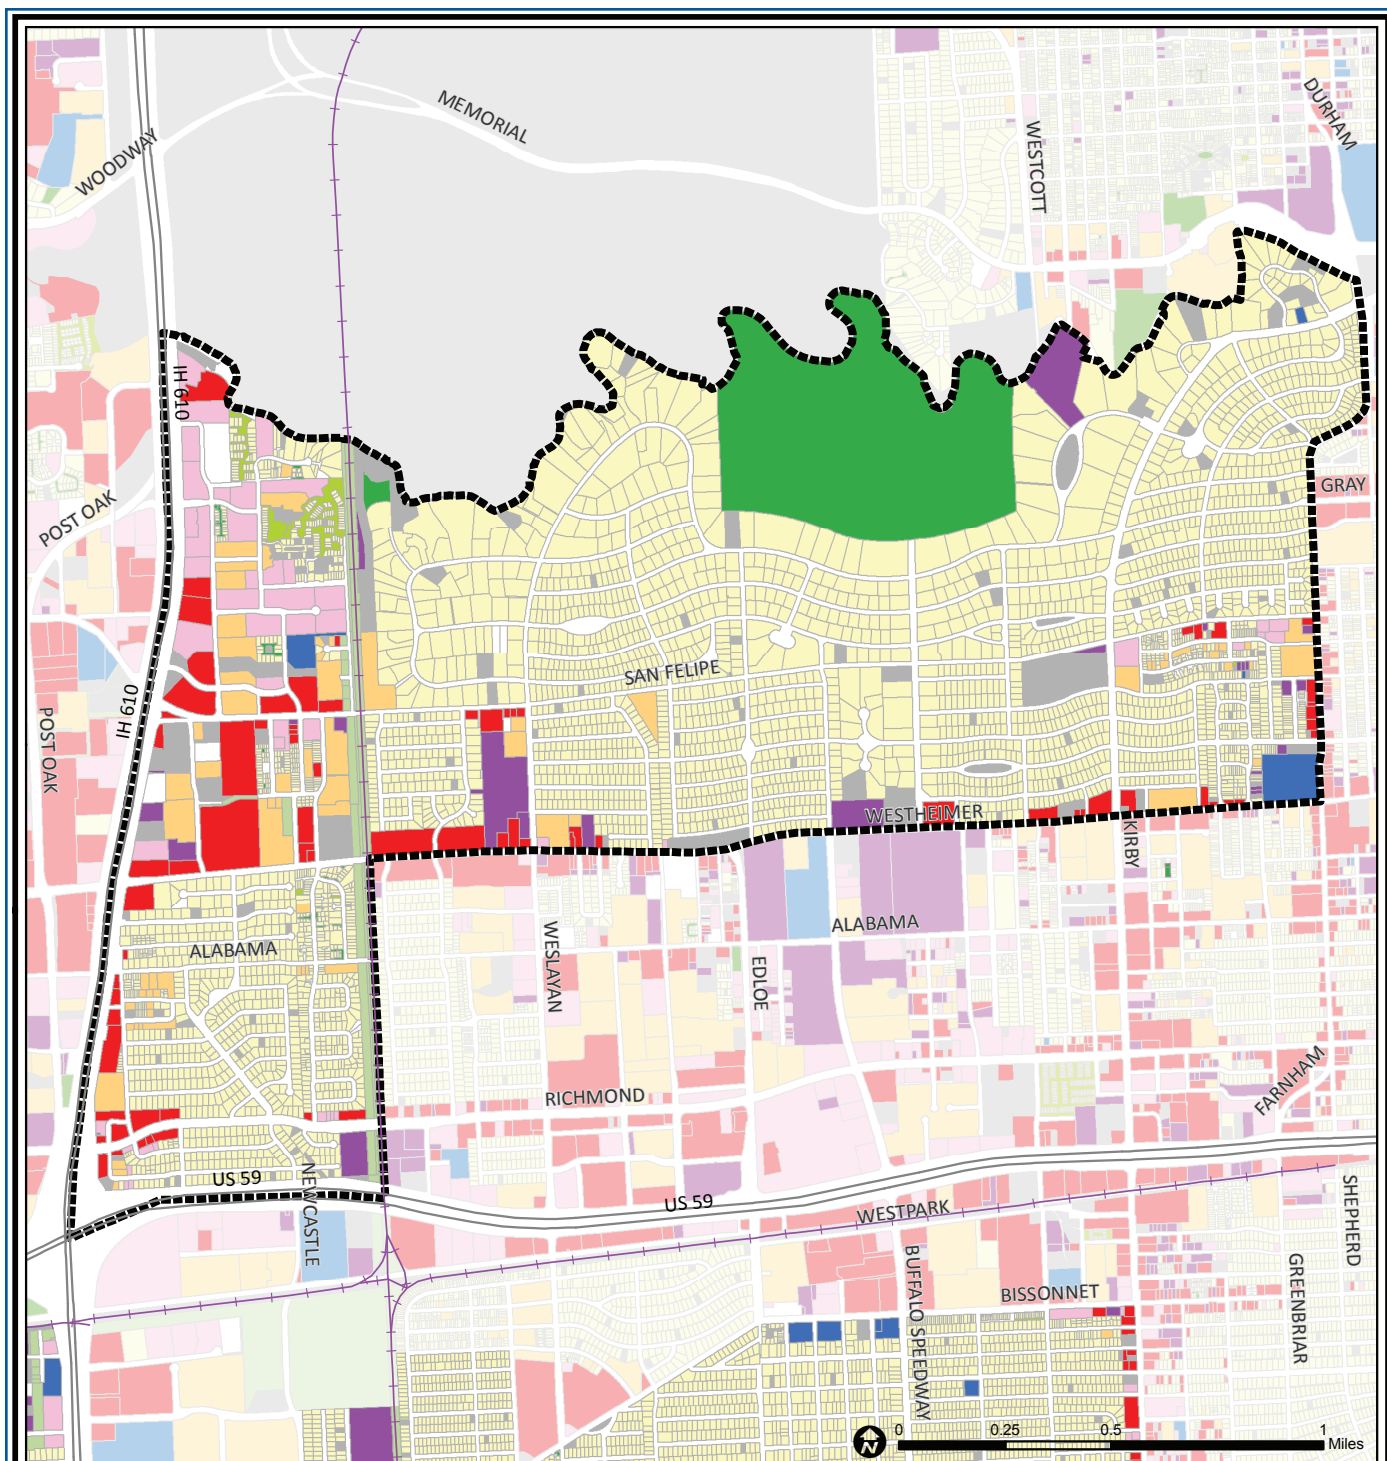 DURHAM
MEMORIAL
WESTCOTT
WOODWAY
IH 610
GRAY
POST OAK
SAN FELIPE
IH 610
POST OAK
WESTHEIMER
KIRBY
ALABAMA
ALABAMA
WESLAYAN
EDLOE
RICHMOND
FARNHAM
US 59
NEWCASTLE
US 59
WESTPARK
SHEPHERD
BUFFALO SPEEDWAY
BISSONNET
GREENBRIAR
N
0 0.25 0.5 1
Miles